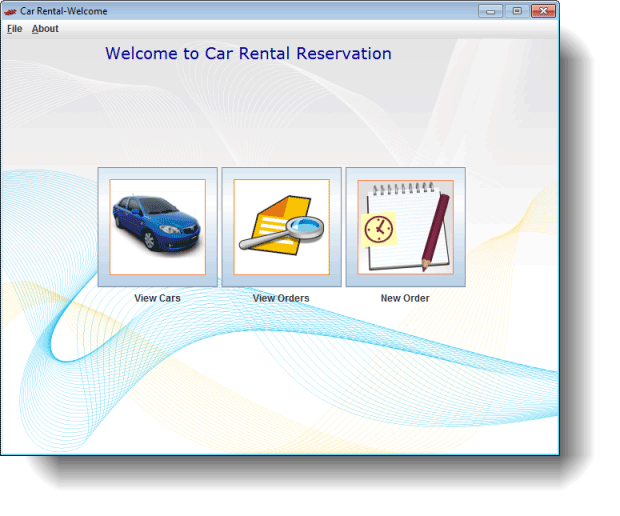 Car Rental-Welcome
File About
Welcome to Car Rental Reservation
View Cars View Orders New Order